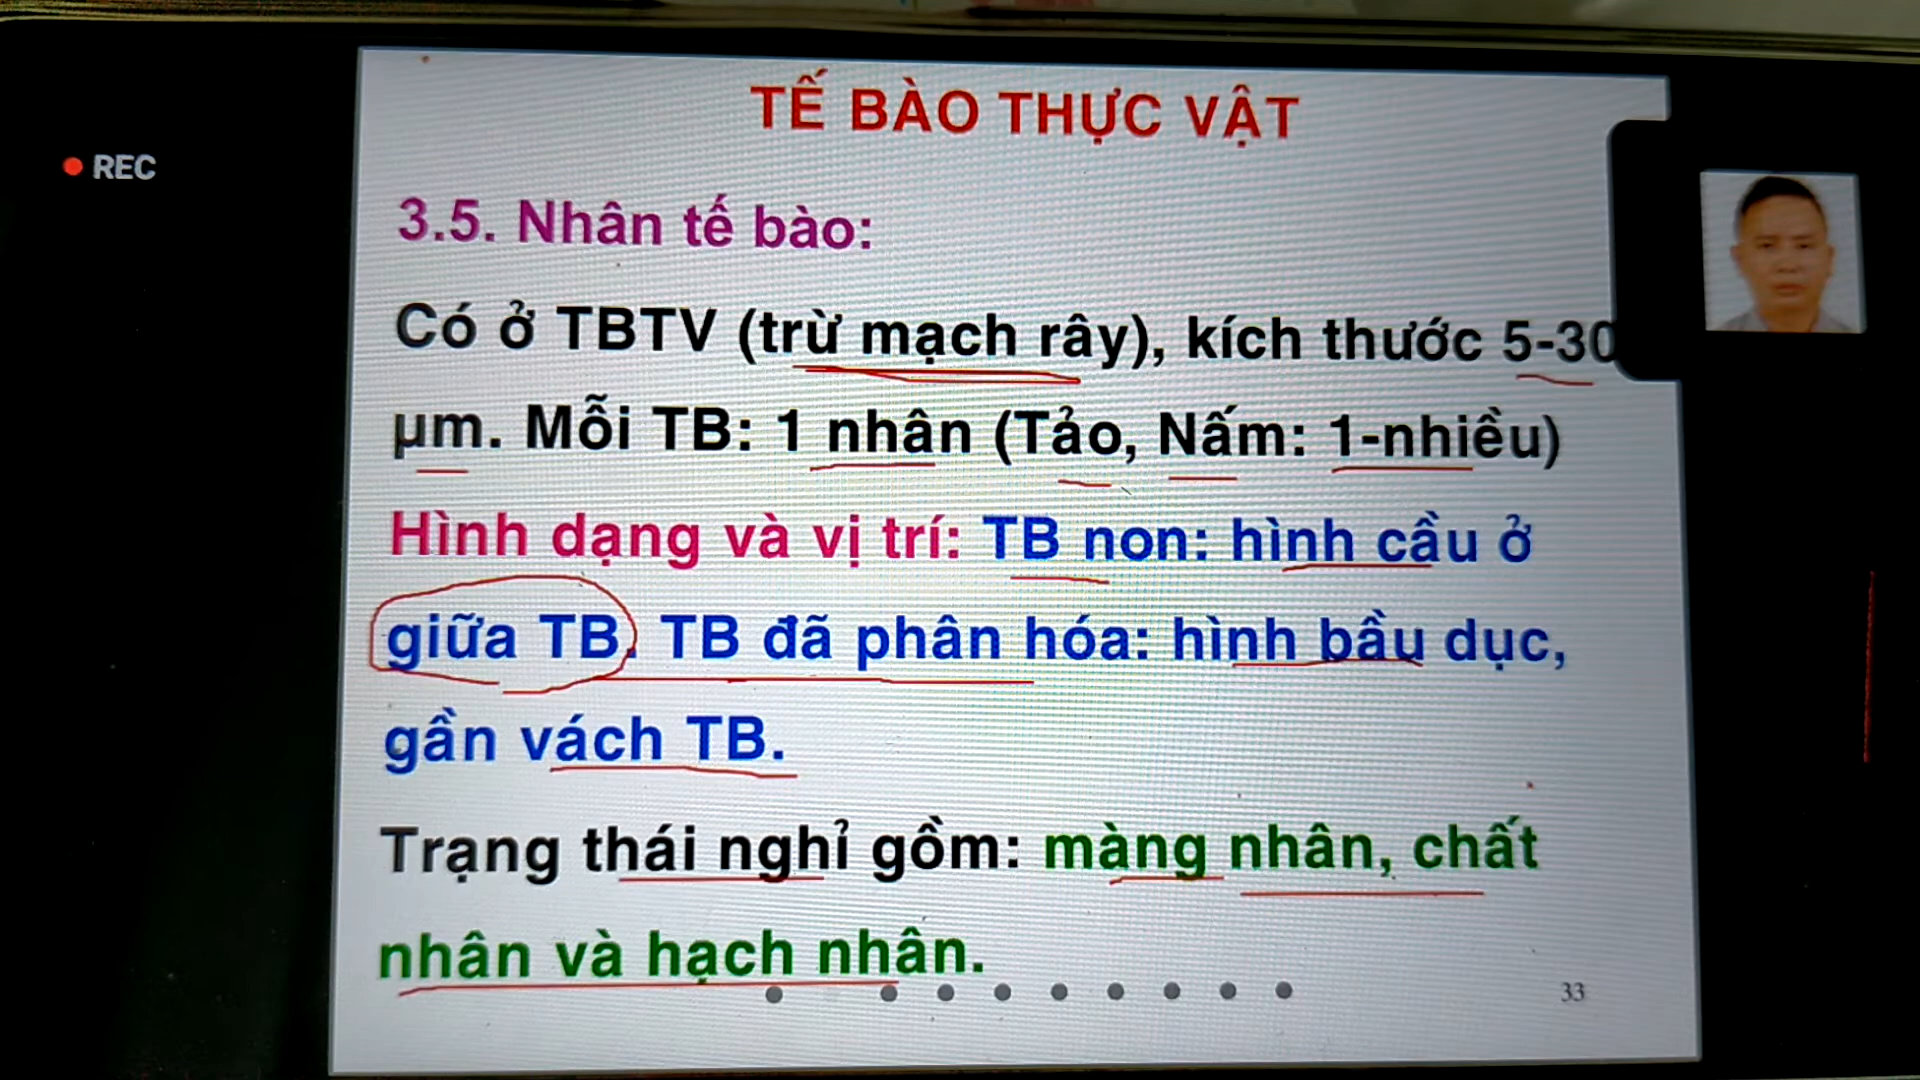 TẾ BÀO THỰC VẬT
REC
3.5. Nhân tế bào:
Có ở TBTV (trừ mạch rây), kích thước 5-30
µm. Mỗi TB: 1 nhân (Tảo, Nấm: 1-nhiều)
Hình dạng và vị trí: TB non: hình cầu ở
giữa TB. TB đã phân hóa: hình bầu dục,
gần vách TB.
Trạng thái nghỉ gồm: màng nhân, chất
nhân và hạch nhân.
33